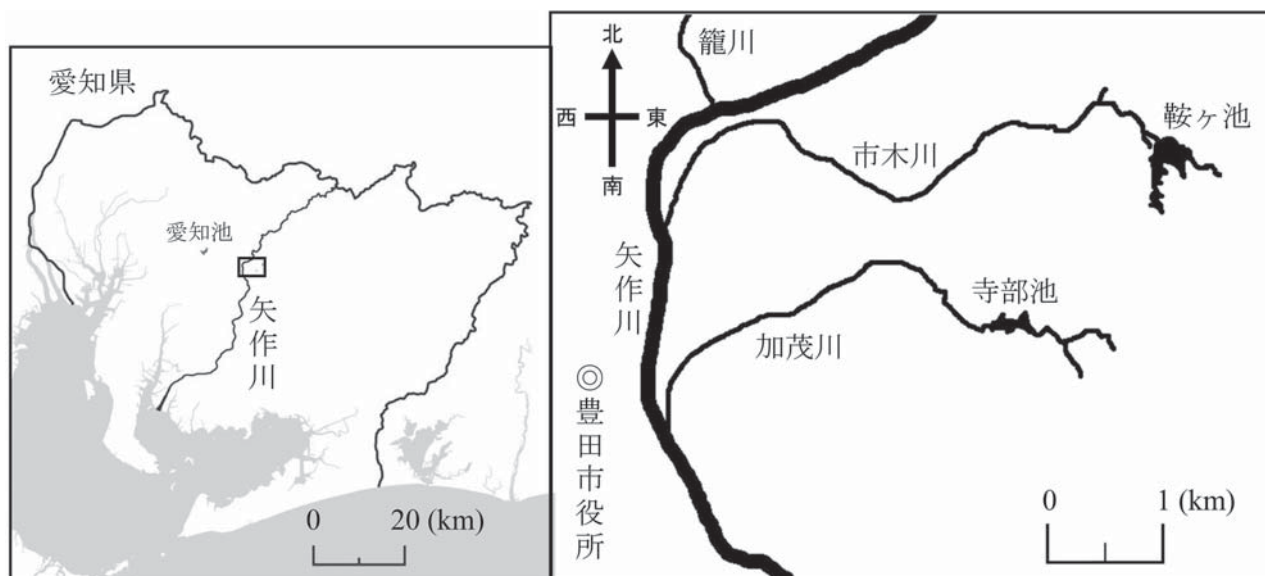 愛知県
愛知池
矢作川
0 20 (km)
北
西 東
南
籠川
市木川
鞍ヶ池
矢作川
寺部池
加茂川
◎豊田市役所
0 1 (km)